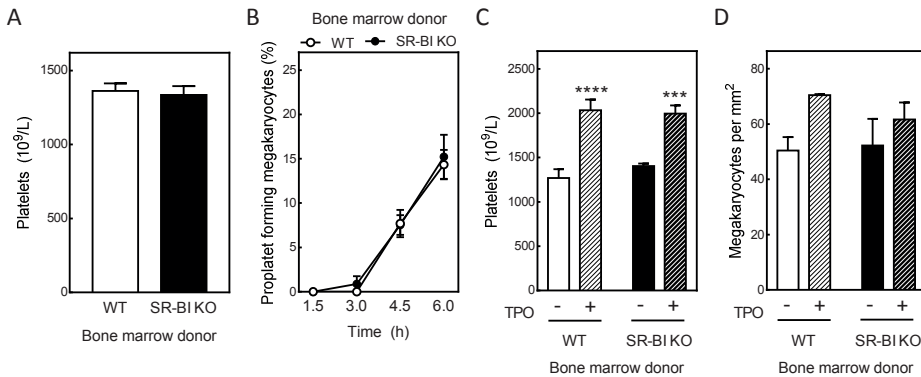 A
Platelets (10⁹/L)
1500
1000
500
0
WT
SR-BI KO
Bone marrow donor
B
Bone marrow donor
WT
SR-BI KO
Proplatet forming megakaryocytes (%)
25
20
15
10
5
0
1.5
3.0
4.5
6.0
Time (h)
C
Platelets (10⁹/L)
2500
2000
1500
1000
500
0
****
***
TPO
-
+
-
+
WT
SR-BI KO
Bone marrow donor
D
Megakaryocytes per mm²
80
60
40
20
0
TPO
-
+
-
+
WT
SR-BI KO
Bone marrow donor